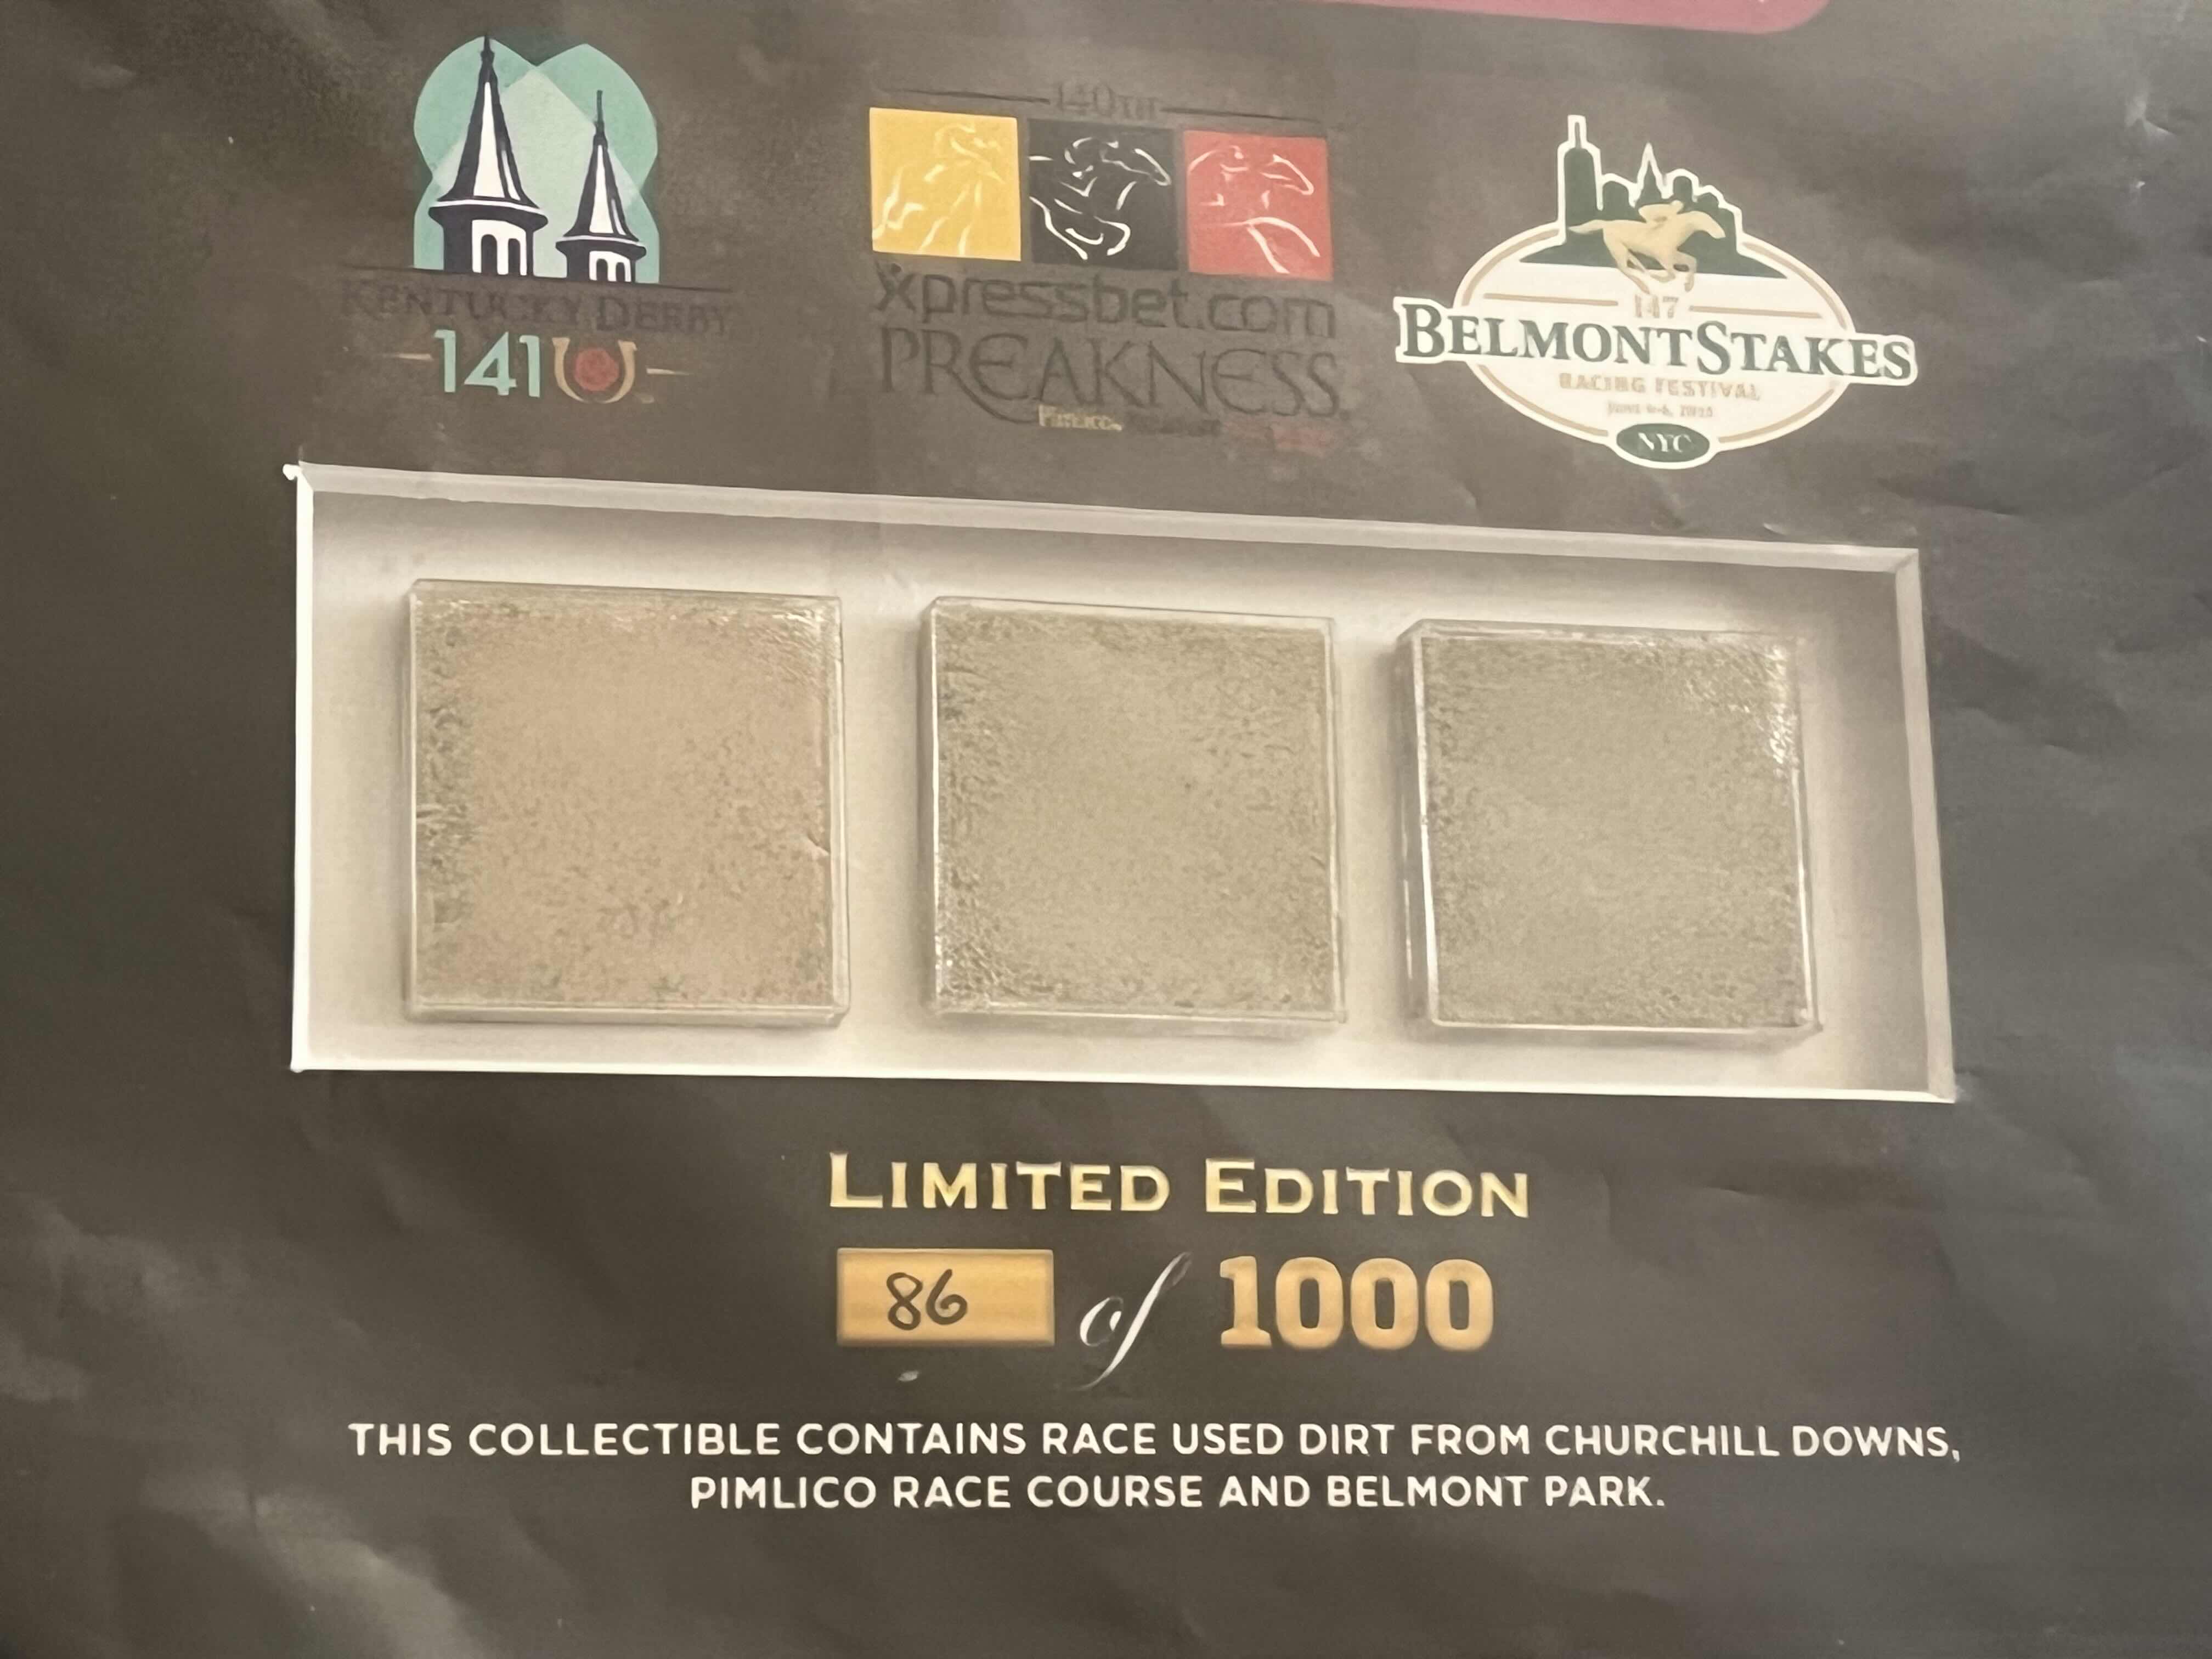 KENTUCKY DERBY
141
140TH
Xpressbet.com
PREAKNESS
PIMLICO
147
BELMONT STAKES
RACING FESTIVAL
NYC
LIMITED EDITION
86 of 1000
THIS COLLECTIBLE CONTAINS RACE USED DIRT FROM CHURCHILL DOWNS,
PIMLICO RACE COURSE AND BELMONT PARK.